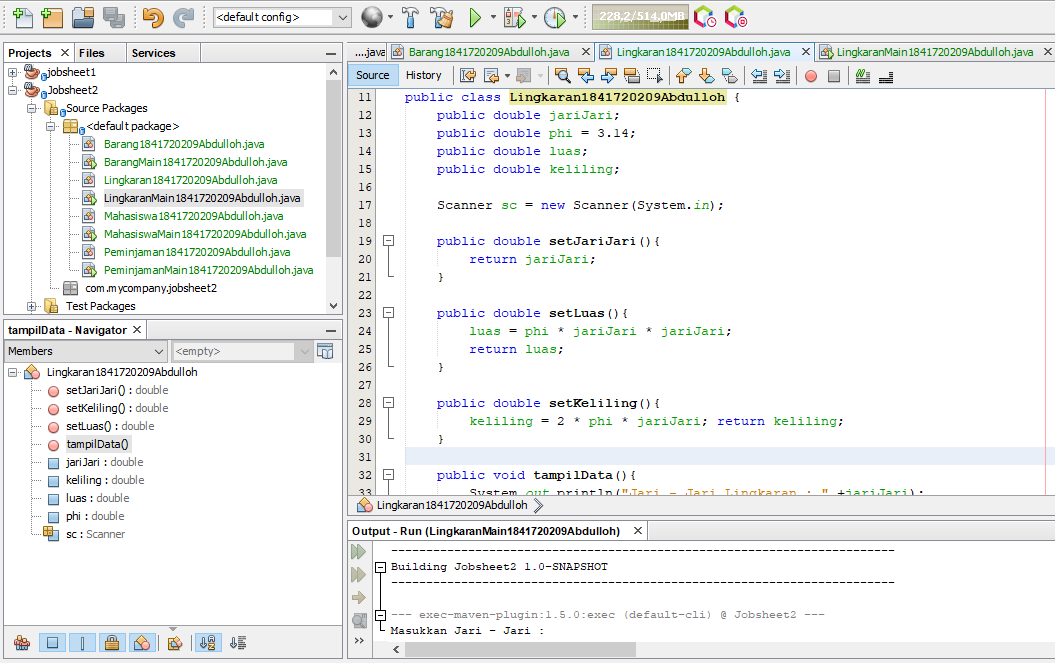 <default config>
228,2/514,0MB
Projects
Files
Services
jobsheet1
Jobsheet2
Source Packages
<default package>
Barang1841720209Abdulloh.java
BarangMain1841720209Abdulloh.java
Lingkaran1841720209Abdulloh.java
LingkaranMain1841720209Abdulloh.java
Mahasiswa1841720209Abdulloh.java
MahasiswaMain1841720209Abdulloh.java
Peminjaman1841720209Abdulloh.java
PeminjamanMain1841720209Abdulloh.java
com.mycompany.jobsheet2
Test Packages
tampilData - Navigator
Members
<empty>
Lingkaran1841720209Abdulloh
setJariJari() : double
setKeliling() : double
setLuas() : double
tampilData()
jariJari : double
keliling : double
luas : double
phi : double
sc : Scanner
....java
Barang1841720209Abdulloh.java
Lingkaran1841720209Abdulloh.java
LingkaranMain1841720209Abdulloh.java
Source
History
11 public class Lingkaran1841720209Abdulloh {
12 public double jariJari;
13 public double phi = 3.14;
14 public double luas;
15 public double keliling;
16
17 Scanner sc = new Scanner(System.in);
18
19 public double setJariJari(){
20 return jariJari;
21 }
22
23 public double setLuas(){
24 luas = phi * jariJari * jariJari;
25 return luas;
26 }
27
28 public double setKeliling(){
29 keliling = 2 * phi * jariJari; return keliling;
30 }
31
32 public void tampilData(){
33 System.out.println("Jari - Jari Lingkaran : " +jariJari);
Lingkaran1841720209Abdulloh
Output - Run (LingkaranMain1841720209Abdulloh)
------------------------------------------------------------------------
Building Jobsheet2 1.0-SNAPSHOT
------------------------------------------------------------------------
--- exec-maven-plugin:1.5.0:exec (default-cli) @ Jobsheet2 ---
Masukkan Jari - Jari :